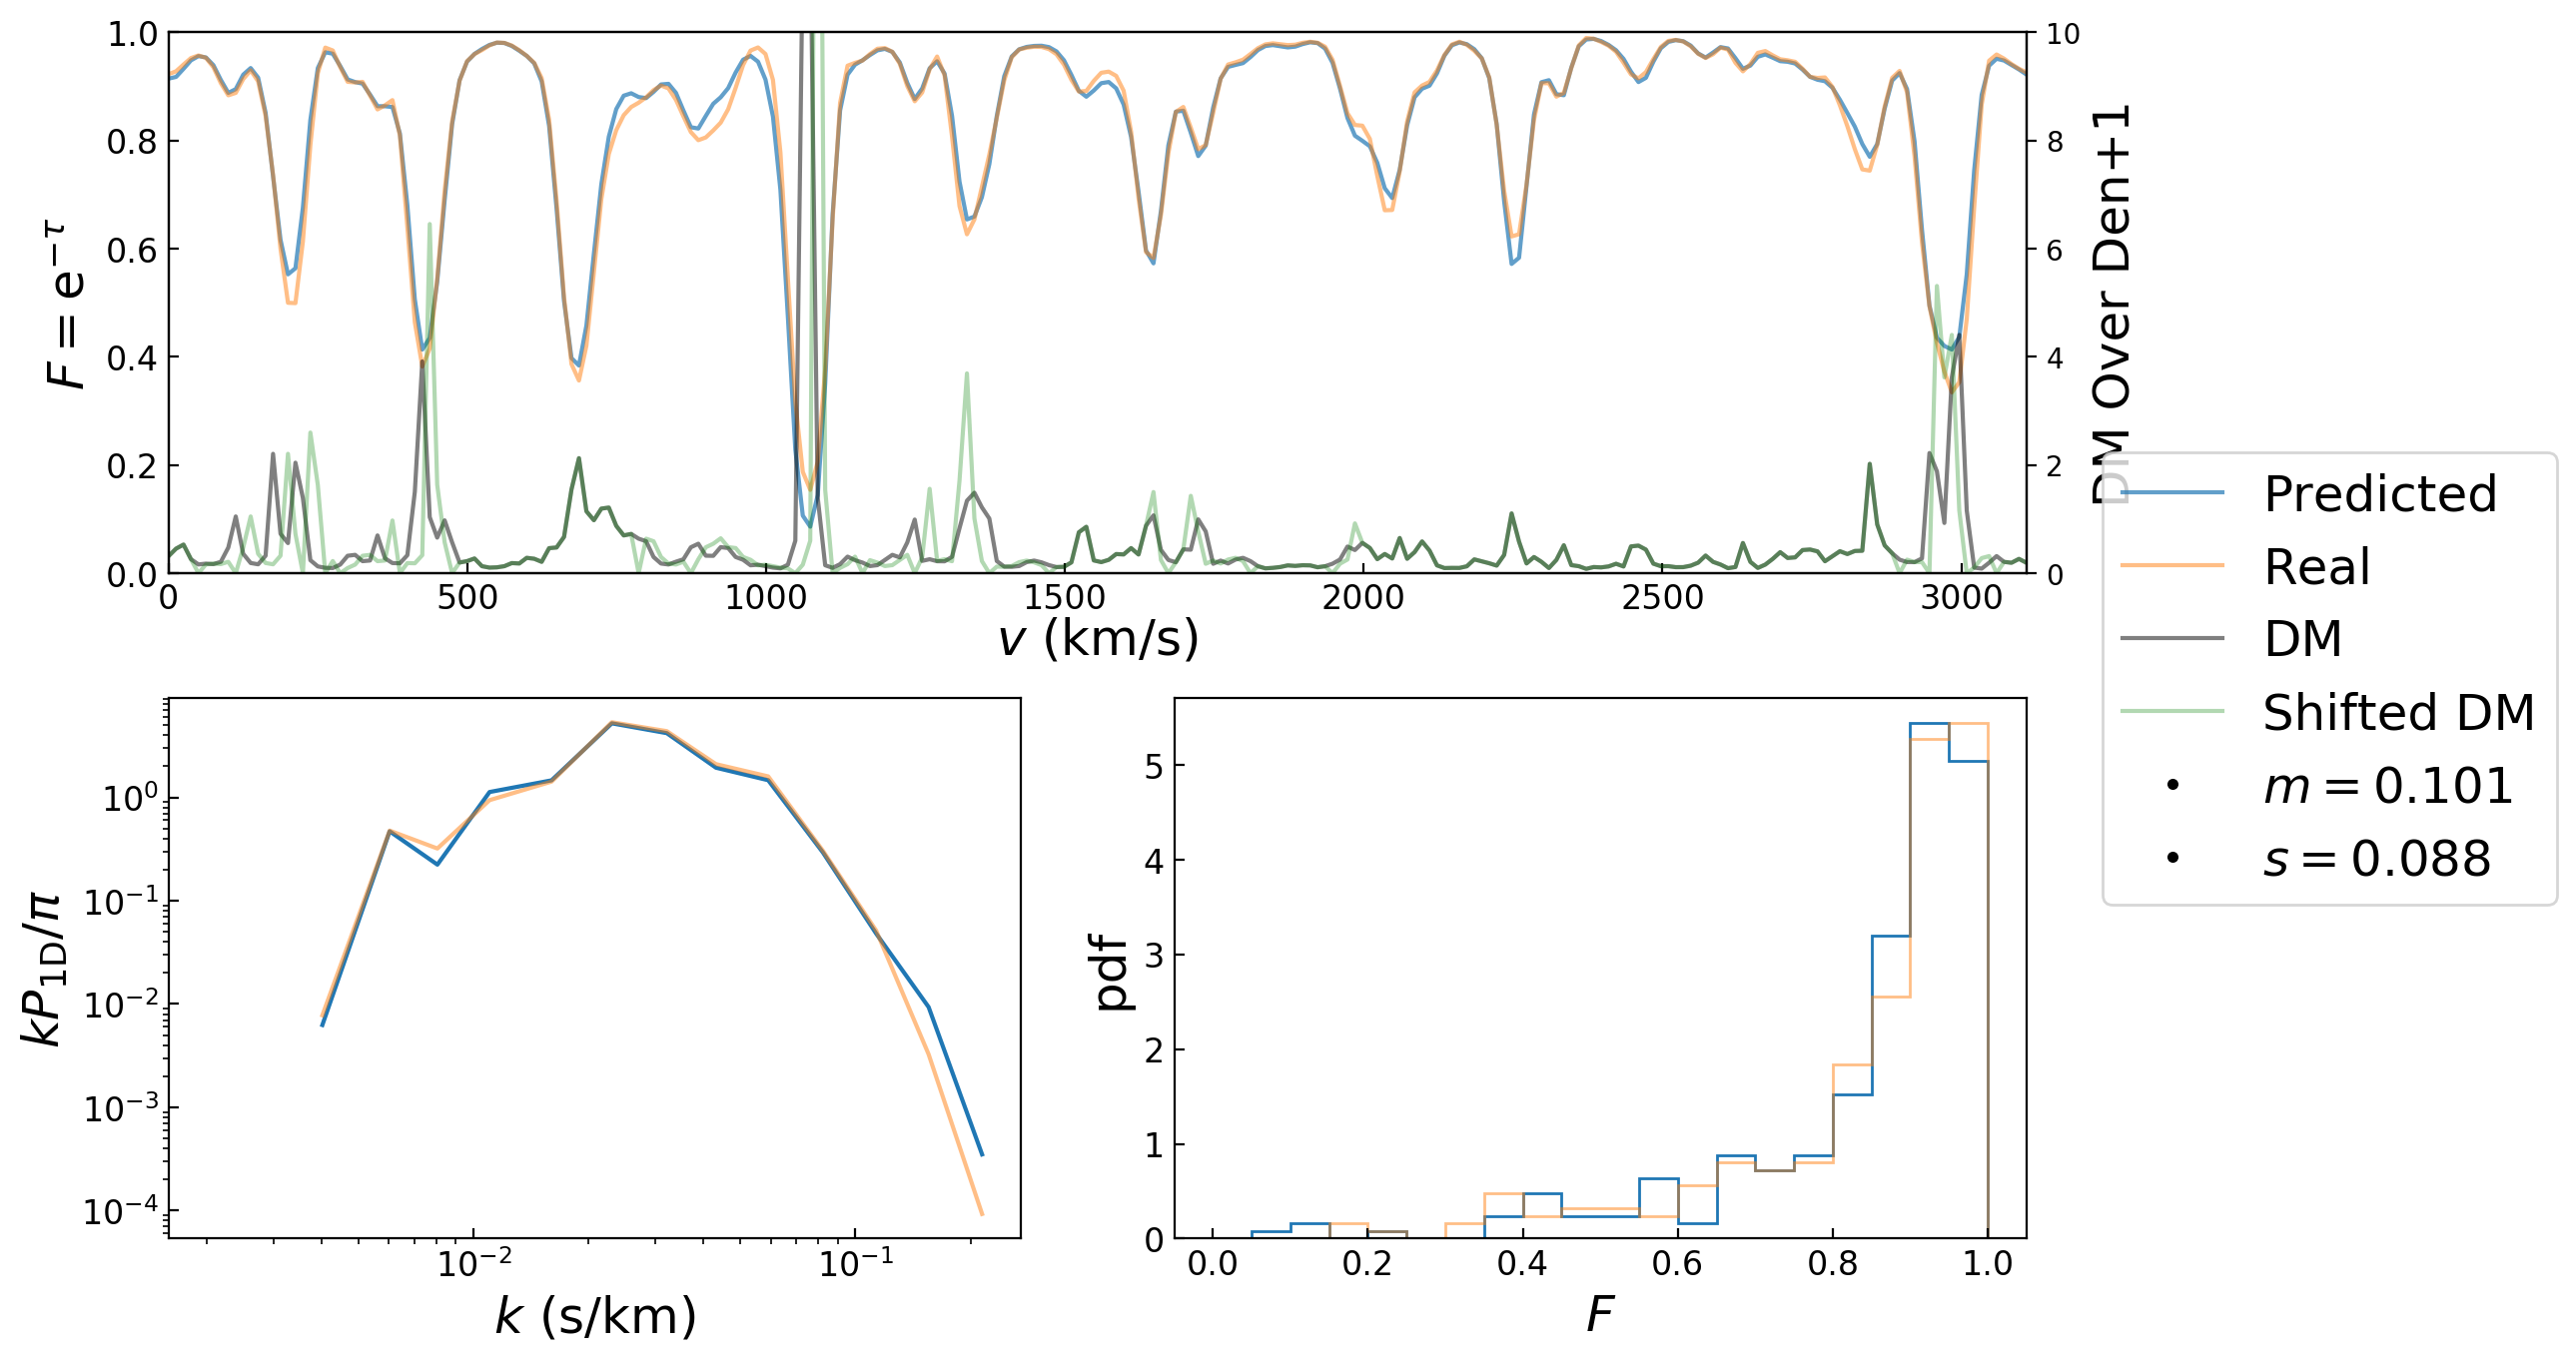 1.0
0.8
0.6
0.4
0.2
0.0
F = e^{−τ}
10
8
6
4
2
0
DM Over Den+1
0 500 1000 1500 2000 2500 3000
v (km/s)
Predicted
Real
DM
Shifted DM
m = 0.101
s = 0.088
10^0
10^{−1}
10^{−2}
10^{−3}
10^{−4}
kP_{1D}/π
10^{−2} 10^{−1}
k (s/km)
5
4
3
2
1
0
pdf
0.0 0.2 0.4 0.6 0.8 1.0
F